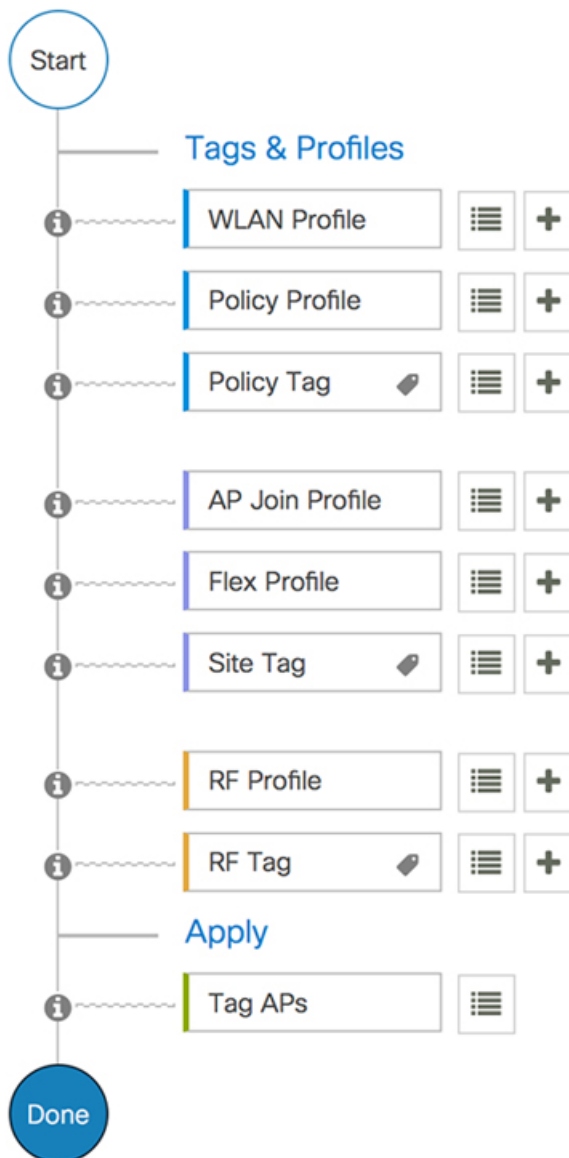 Start
Tags & Profiles
WLAN Profile
Policy Profile
Policy Tag
AP Join Profile
Flex Profile
Site Tag
RF Profile
RF Tag
Apply
Tag APs
Done